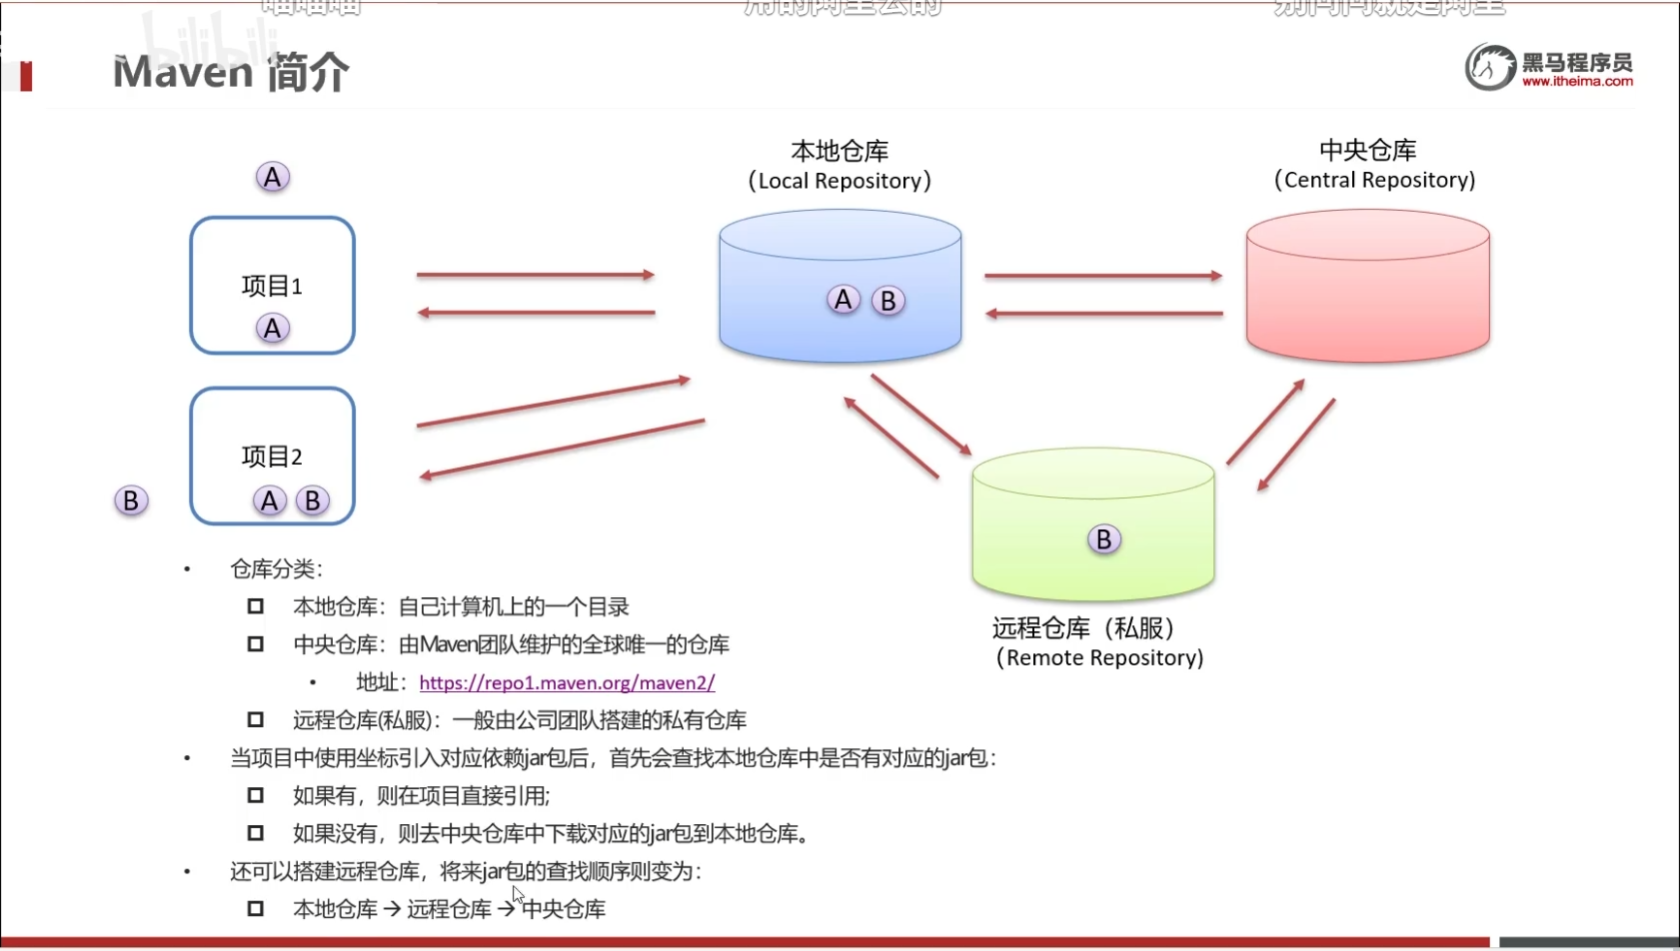 bilibili
Maven 简介
黑马程序员
www.itheima.com
A
项目1
A
本地仓库
(Local Repository)
A B
中央仓库
(Central Repository)
项目2
A B
B
B
远程仓库（私服）
(Remote Repository)
• 仓库分类：
本地仓库：自己计算机上的一个目录
中央仓库：由Maven团队维护的全球唯一的仓库
• 地址：https://repo1.maven.org/maven2/
远程仓库(私服)：一般由公司团队搭建的私有仓库
• 当项目中使用坐标引入对应依赖jar包后，首先会查找本地仓库中是否有对应的jar包：
如果有，则在项目直接引用;
如果没有，则去中央仓库中下载对应的jar包到本地仓库。
• 还可以搭建远程仓库，将来jar包的查找顺序则变为：
本地仓库 → 远程仓库 → 中央仓库